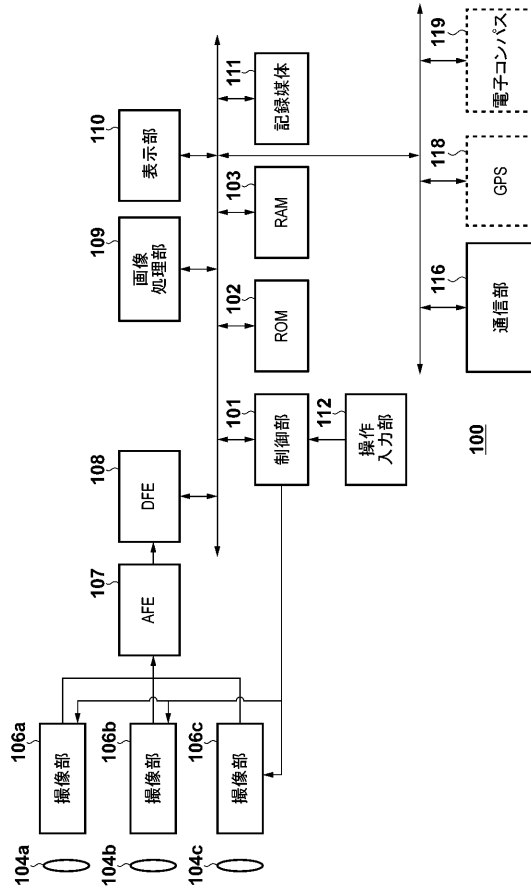 104a
104b
104c
106a
撮像部
106b
撮像部
106c
撮像部
107
AFE
108
DFE
109
画像
処理部
110
表示部
101
制御部
102
ROM
103
RAM
111
記録媒体
112
操作
入力部
116
通信部
118
GPS
119
電子コンパス
100